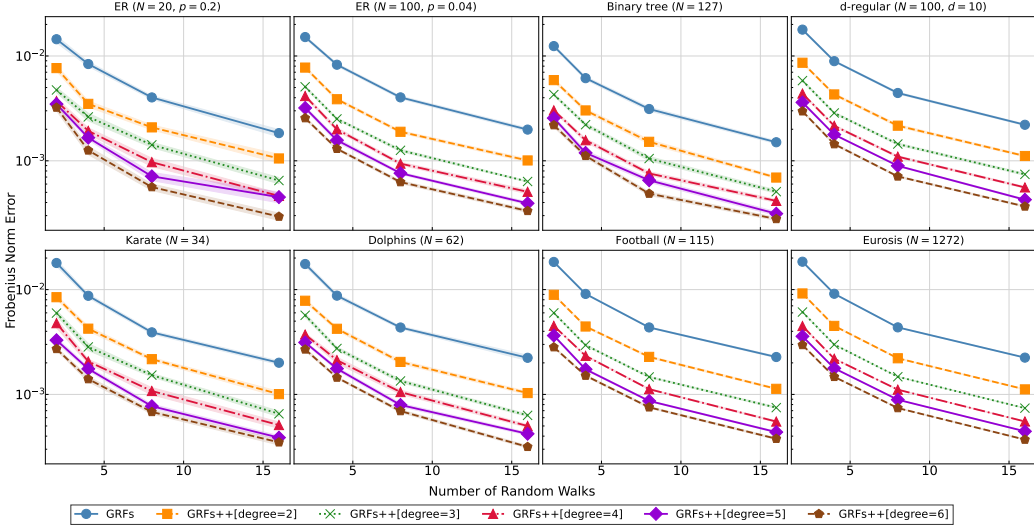 ER (N = 20, p = 0.2)
ER (N = 100, p = 0.04)
Binary tree (N = 127)
d-regular (N = 100, d = 10)
10⁻²
10⁻³
Karate (N = 34)
Dolphins (N = 62)
Football (N = 115)
Eurosis (N = 1272)
10⁻²
10⁻³
Frobenius Norm Error
5 10 15
5 10 15
5 10 15
5 10 15
Number of Random Walks
GRFs
GRFs++[degree=2]
GRFs++[degree=3]
GRFs++[degree=4]
GRFs++[degree=5]
GRFs++[degree=6]